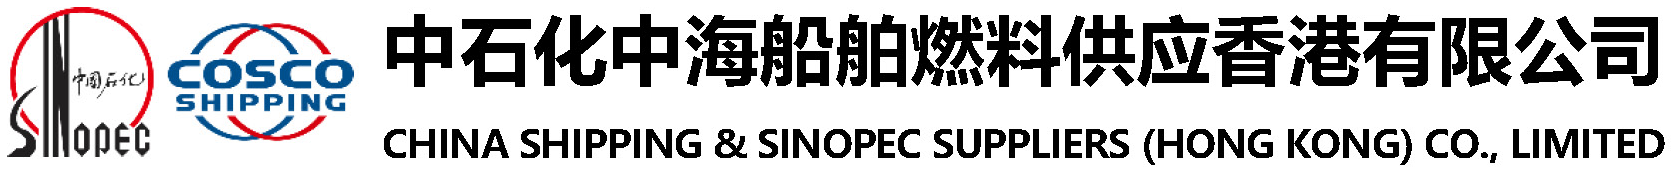 中国石化
SINOPEC
COSCO
SHIPPING
中石化中海船舶燃料供应香港有限公司
CHINA SHIPPING & SINOPEC SUPPLIERS (HONG KONG) CO., LIMITED